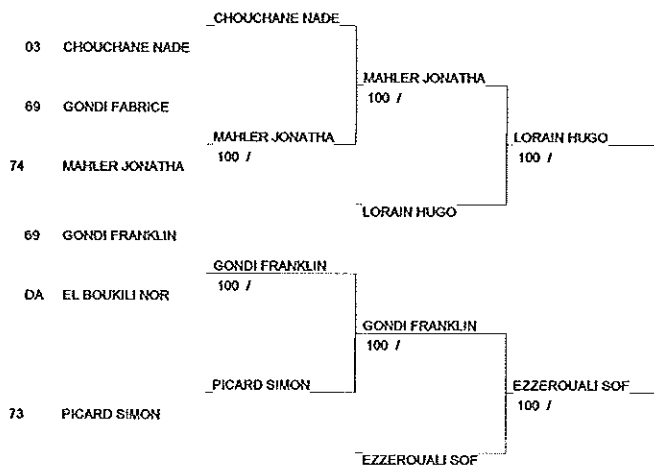 CHOUCHANE NADE
03 CHOUCHANE NADE
MAHLER JONATHA
100 /
69 GONDI FABRICE
MAHLER JONATHA
100 /
LORAIN HUGO
100 /
74 MAHLER JONATHA
LORAIN HUGO
69 GONDI FRANKLIN
GONDI FRANKLIN
100 /
DA EL BOUKILI NOR
GONDI FRANKLIN
100 /
PICARD SIMON
EZZEROUALI SOF
100 /
73 PICARD SIMON
EZZEROUALI SOF